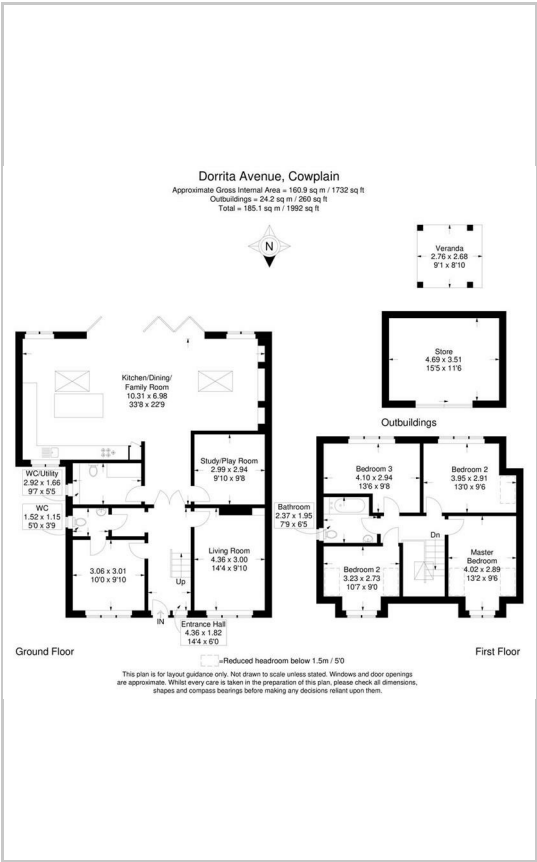 Dorrita Avenue, Cowplain
Approximate Gross Internal Area = 160.9 sq m / 1732 sq ft
Outbuildings = 24.2 sq m / 260 sq ft
Total = 185.1 sq m / 1992 sq ft
N
Veranda
2.76 x 2.68
9'1 x 8'10
Store
4.69 x 3.51
15'5 x 11'6
Outbuildings
Kitchen/Dining/
Family Room
10.31 x 6.98
33'8 x 22'9
Study/Play Room
2.99 x 2.94
9'10 x 9'8
WC/Utility
2.92 x 1.66
9'7 x 5'5
WC
1.52 x 1.15
5'0 x 3'9
3.06 x 3.01
10'0 x 9'10
Living Room
4.36 x 3.00
14'4 x 9'10
Up
IN
Entrance Hall
4.36 x 1.82
14'4 x 6'0
Ground Floor
Bedroom 3
4.10 x 2.94
13'6 x 9'8
Bedroom 2
3.95 x 2.91
13'0 x 9'6
Bathroom
2.37 x 1.95
7'9 x 6'5
Dn
Bedroom 2
3.23 x 2.73
10'7 x 9'0
Master
Bedroom
4.02 x 2.89
13'2 x 9'6
First Floor
=Reduced headroom below 1.5m / 5'0
This plan is for layout guidance only. Not drawn to scale unless stated. Windows and door openings
are approximate. Whilst every care is taken in the preparation of this plan, please check all dimensions,
shapes and compass bearings before making any decisions reliant upon them.